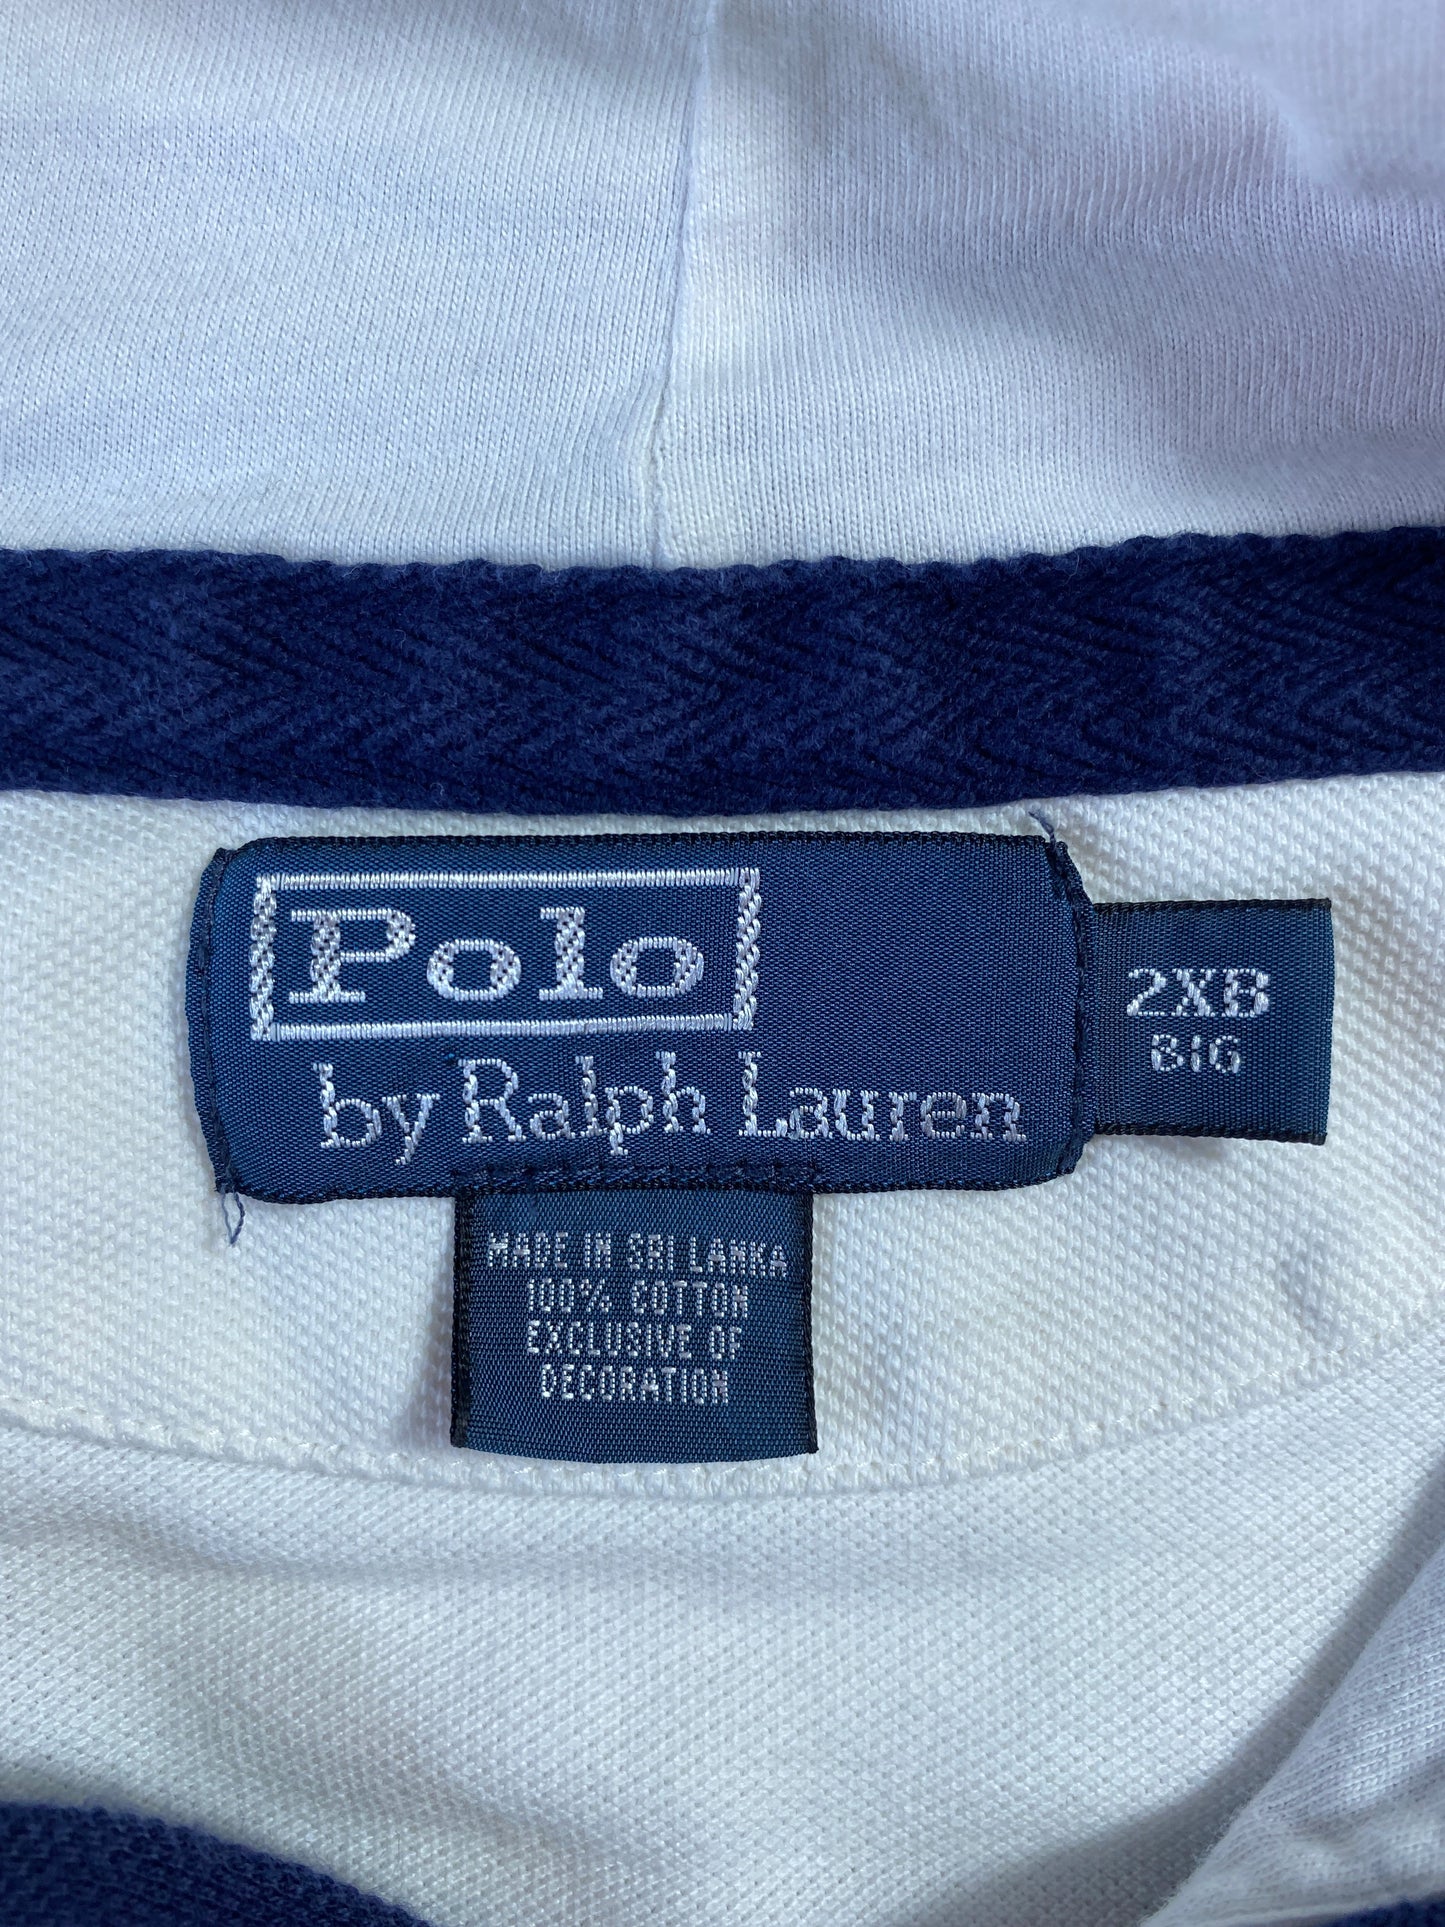 Polo
by Ralph Lauren
2XB
BIG
MADE IN SRI LANKA
100% COTTON
EXCLUSIVE OF
DECORATION